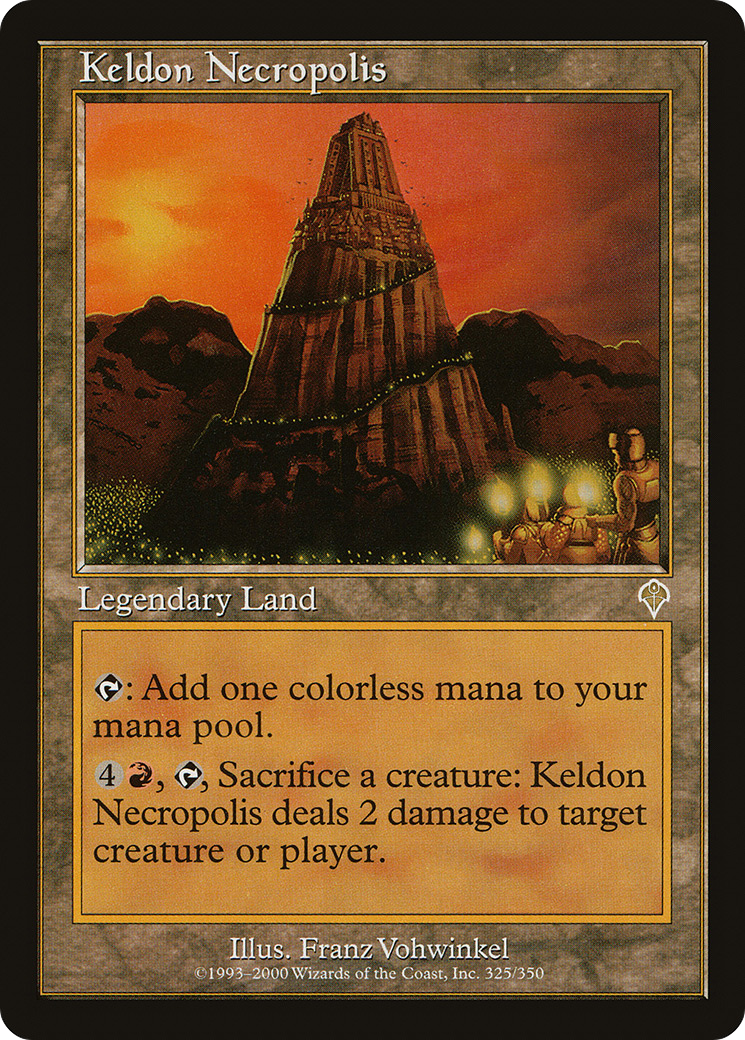 Keldon Necropolis
Legendary Land
: Add one colorless mana to your
mana pool.
4 , , Sacrifice a creature: Keldon
Necropolis deals 2 damage to target
creature or player.
Illus. Franz Vohwinkel
©1993–2000 Wizards of the Coast, Inc. 325/350